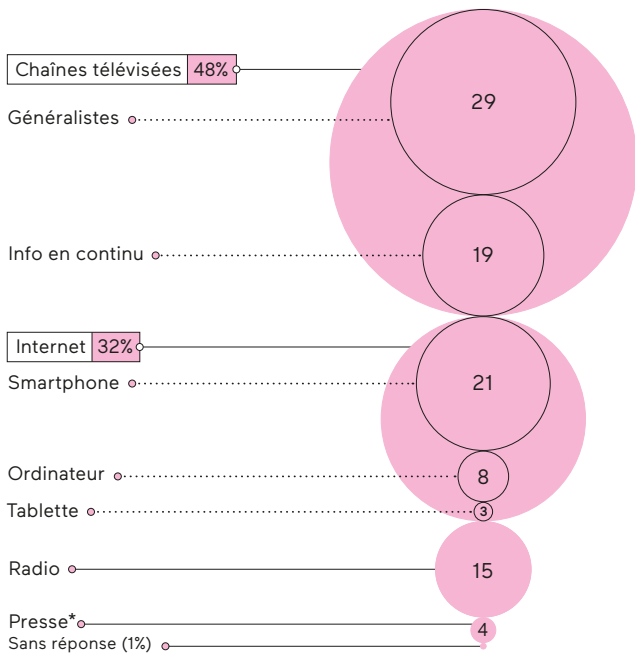 Chaînes télévisées 48%
29
Généralistes
Info en continu 19
Internet 32%
Smartphone 21
Ordinateur 8
Tablette 3
Radio 15
Presse* 4
Sans réponse (1%)